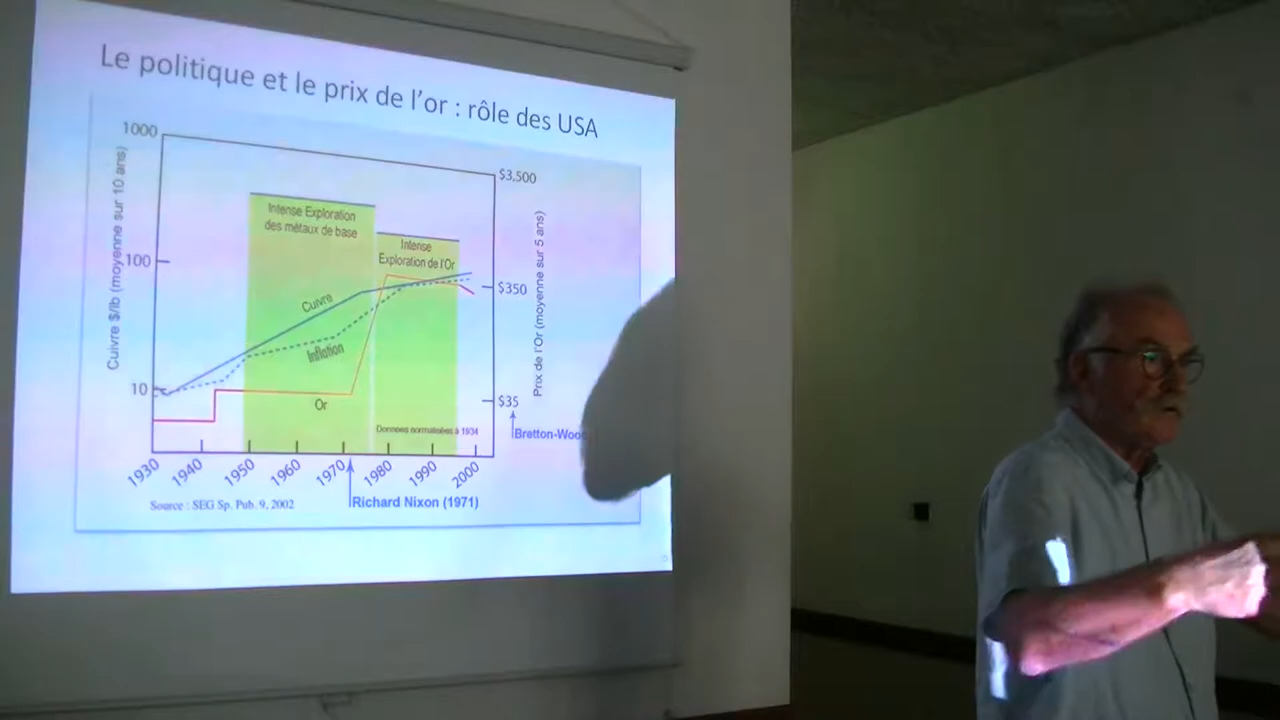 Le politique et le prix de l'or : rôle des USA
1000
100
10
Cuivre $/lb (moyenne sur 10 ans)
Intense Exploration
des métaux de base
Intense
Exploration de l'Or
Cuivre
Inflation
Or
Données normalisées à 1934
$3,500
$350
$35
Prix de l'Or (moyenne sur 5 ans)
Bretton-Woo
1930 1940 1950 1960 1970 1980 1990 2000
Richard Nixon (1971)
Source : SEG Sp. Pub. 9, 2002